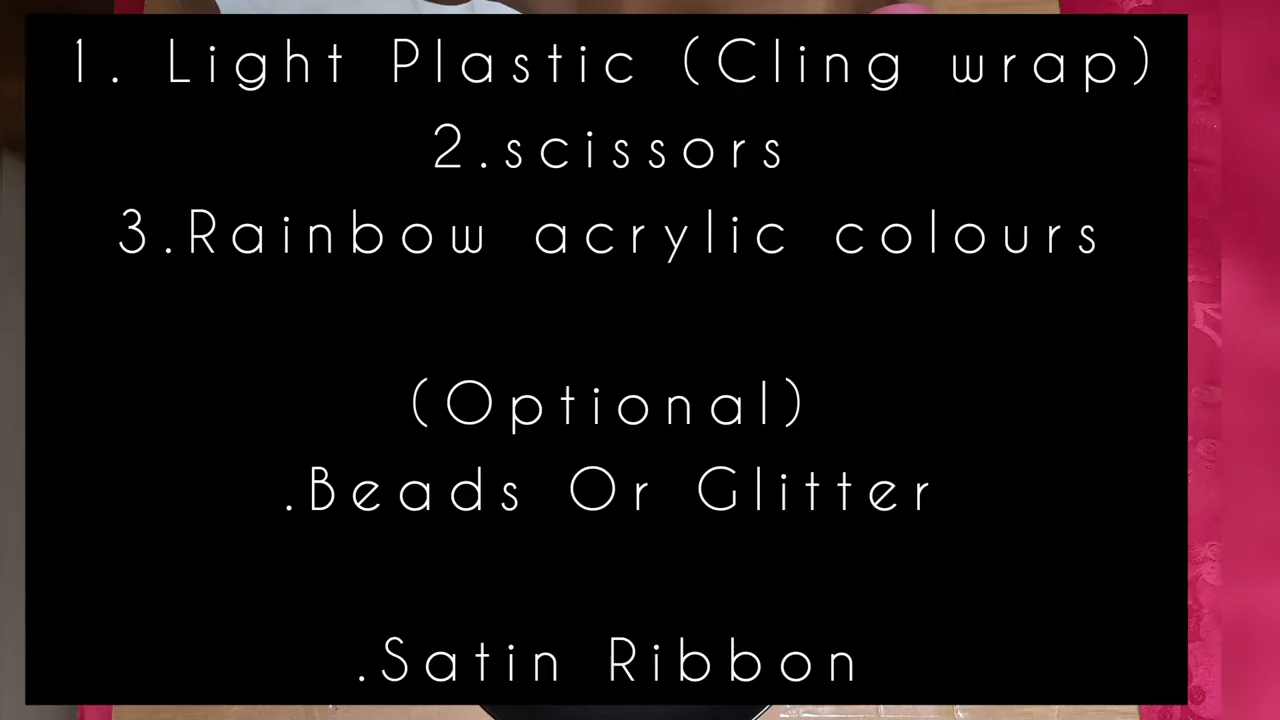 1. Light Plastic (Cling wrap)
2.scissors
3.Rainbow acrylic colours
(Optional)
.Beads Or Glitter
.Satin Ribbon